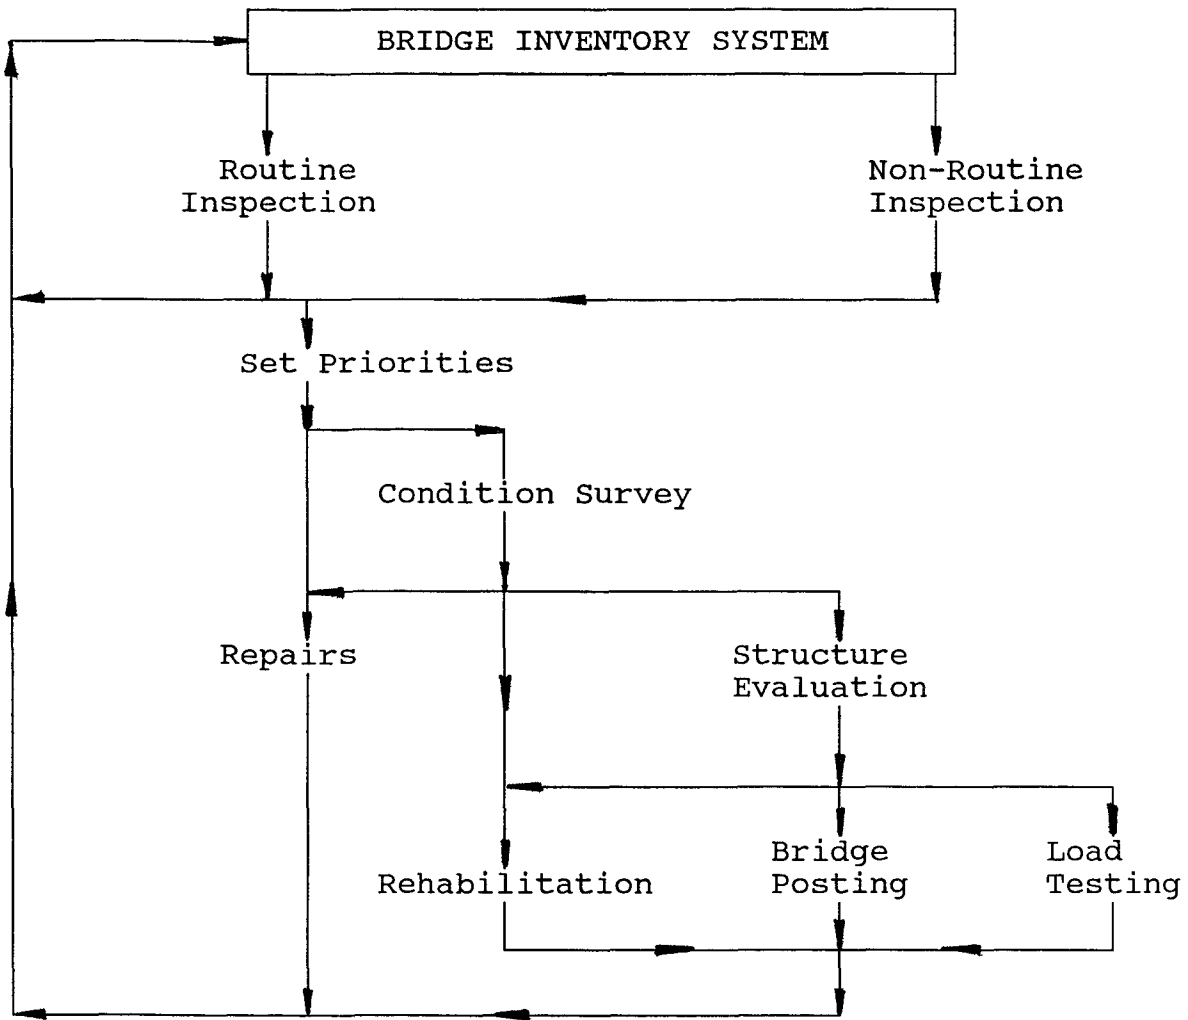 BRIDGE INVENTORY SYSTEM
Routine
Inspection
Non-Routine
Inspection
Set Priorities
Condition Survey
Repairs
Structure
Evaluation
Rehabilitation
Bridge
Posting
Load
Testing